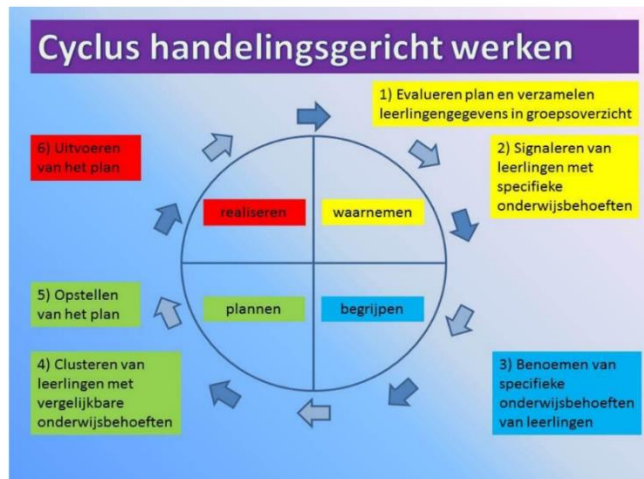 Cyclus handelingsgericht werken
1) Evalueren plan en verzamelen
leerlingengegevens in groepsoverzicht
2) Signaleren van
leerlingen met
specifieke
onderwijsbehoeften
3) Benoemen van
specifieke
onderwijsbehoeften
van leerlingen
4) Clusteren van
leerlingen met
vergelijkbare
onderwijsbehoeften
5) Opstellen
van het plan
6) Uitvoeren
van het plan
realiseren
waarnemen
plannen
begrijpen